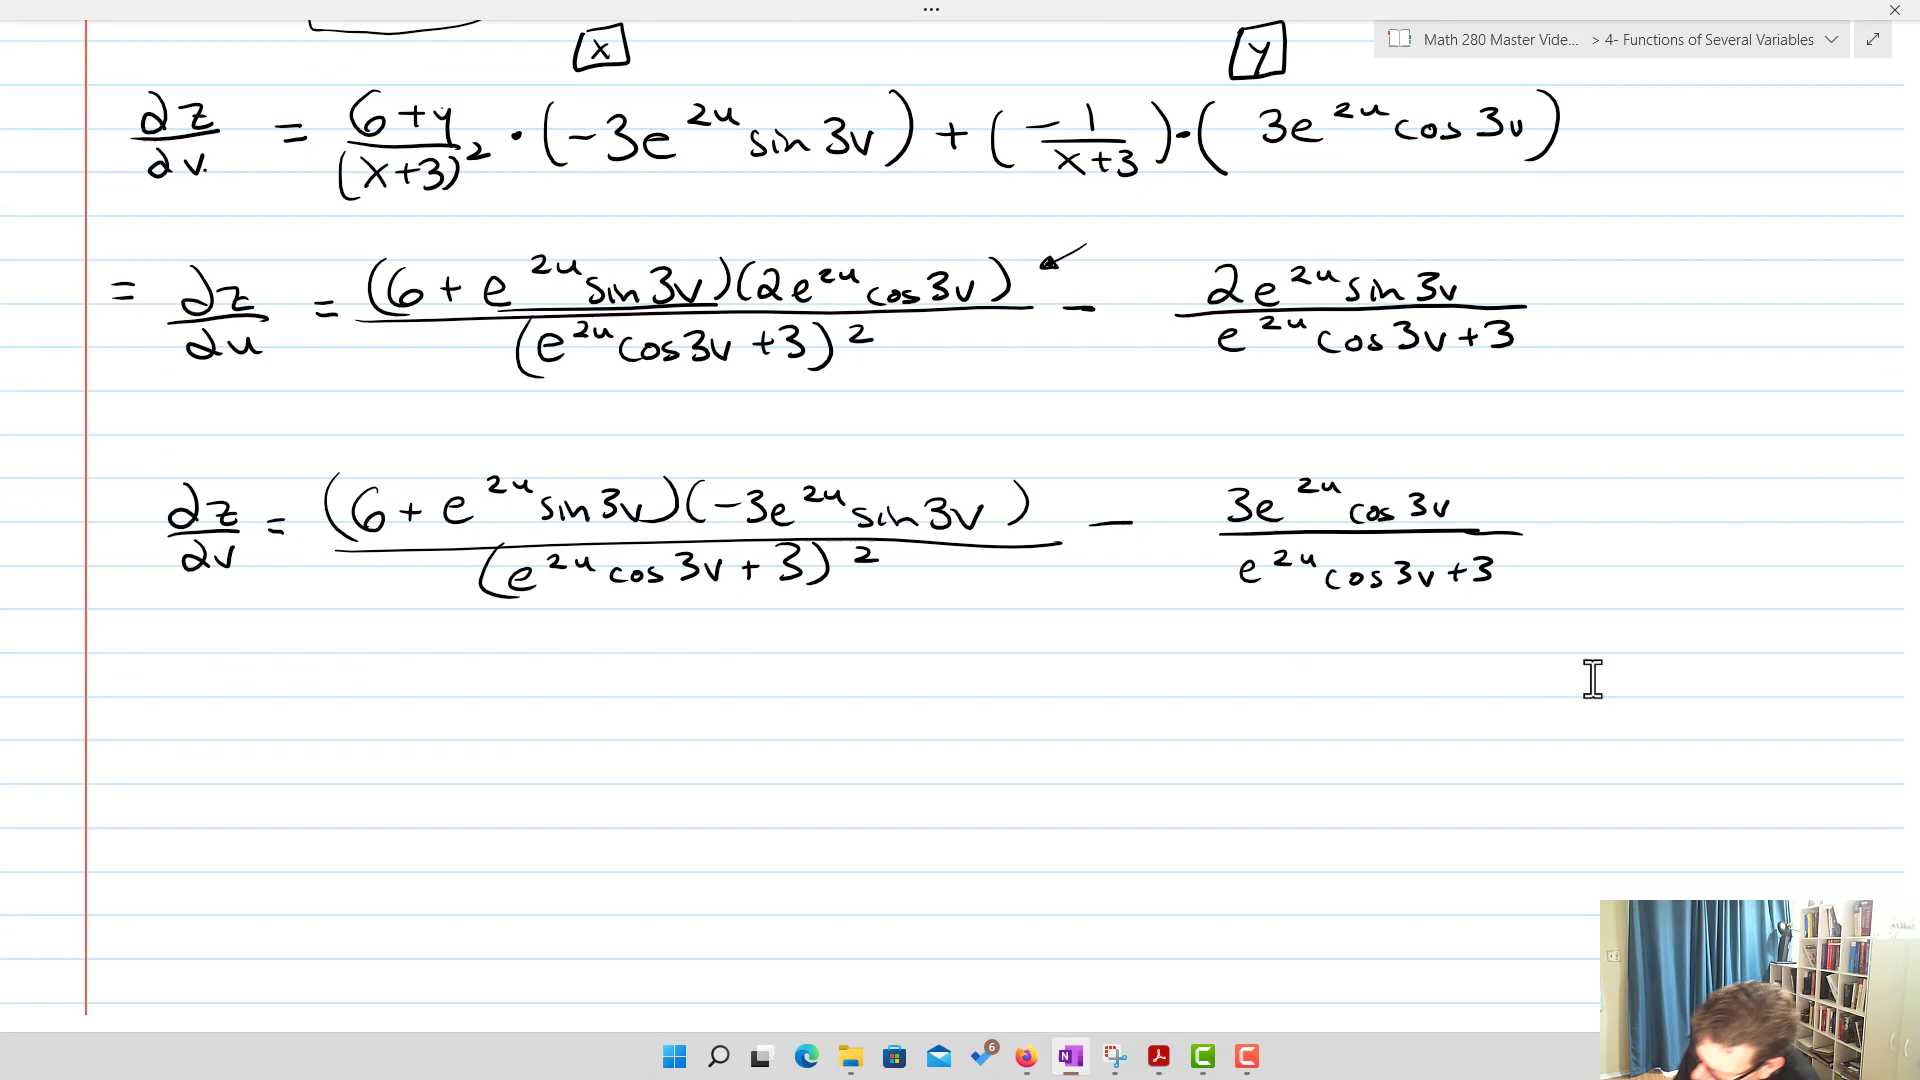 ...
Math 280 Master Vide... > 4- Functions of Several Variables
x y
∂z/∂v = (6+y)/(x+3)² · (-3e^{2u} sin 3v) + (-1/(x+3)) · (3e^{2u} cos 3v)
= ∂z/∂u = (6 + e^{2u} sin 3v)(2e^{2u} cos 3v)/(e^{2u} cos 3v + 3)² - 2e^{2u} sin 3v/(e^{2u} cos 3v + 3)
∂z/∂v = (6 + e^{2u} sin 3v)(-3e^{2u} sin 3v)/(e^{2u} cos 3v + 3)² - 3e^{2u} cos 3v/(e^{2u} cos 3v + 3)
6